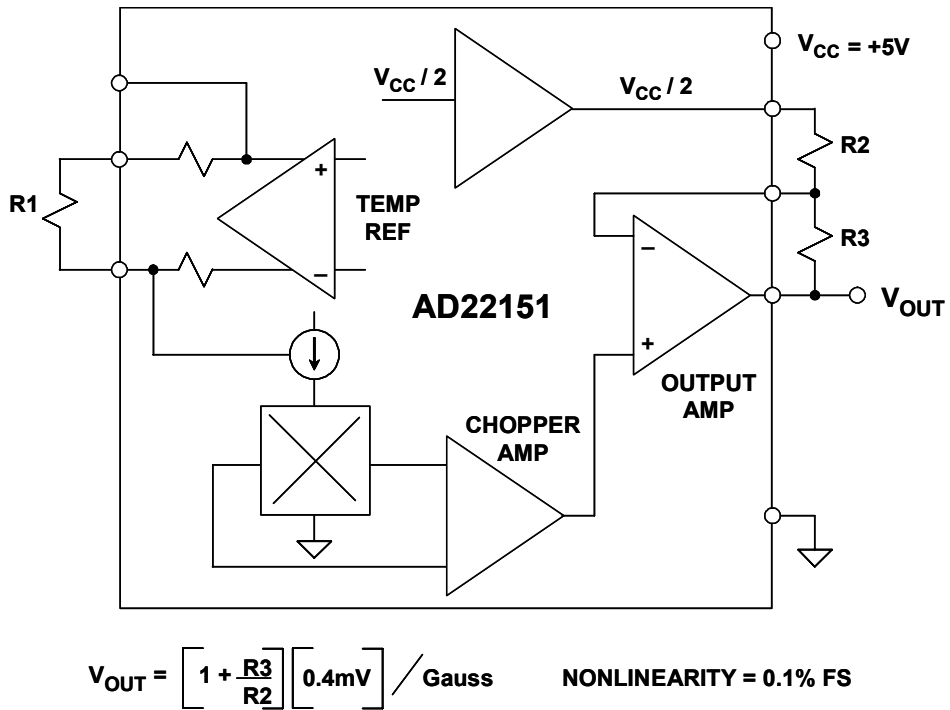 V_CC = +5V
V_CC / 2
V_CC / 2
R2
R1
+
TEMP
REF
−
R3
−
AD22151
V_OUT
+
OUTPUT
AMP
CHOPPER
AMP
V_OUT = [1 + R3/R2] [0.4mV] / Gauss
NONLINEARITY = 0.1% FS